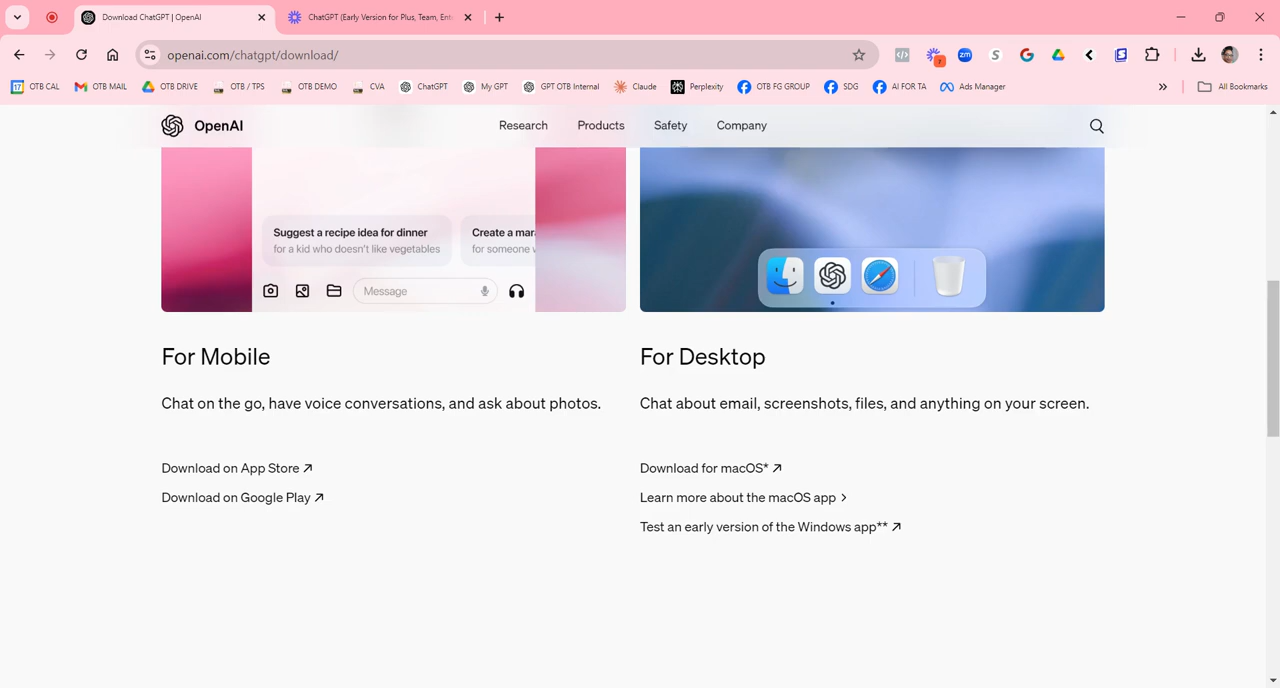 Download ChatGPT | OpenAI
ChatGPT (Early Version for Plus, Team, Ent
openai.com/chatgpt/download/
OTB CAL
OTB MAIL
OTB DRIVE
OTB / TPS
OTB DEMO
CVA
ChatGPT
My GPT
GPT OTB Internal
Claude
Perplexity
OTB FG GROUP
SDG
AI FOR TA
Ads Manager
All Bookmarks
OpenAI
Research
Products
Safety
Company
Suggest a recipe idea for dinner
for a kid who doesn't like vegetables
Create a mar
for someone w
Message
For Mobile
Chat on the go, have voice conversations, and ask about photos.
Download on App Store
Download on Google Play
For Desktop
Chat about email, screenshots, files, and anything on your screen.
Download for macOS*
Learn more about the macOS app
Test an early version of the Windows app**